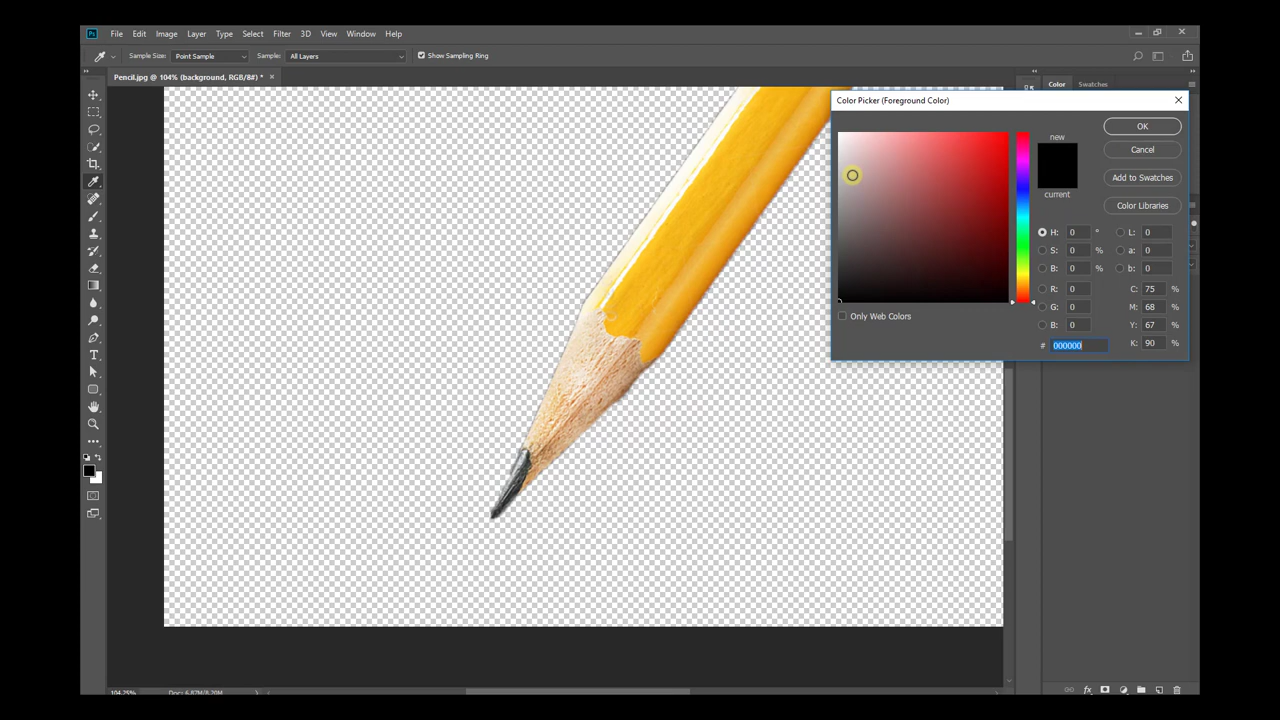 Ps File Edit Image Layer Type Select Filter 3D View Window Help
Sample Size: Point Sample Sample: All Layers Show Sampling Ring
Pencil.jpg @ 104% (background, RGB/8#) * ×
Color Swatches
Color Picker (Foreground Color)
new
OK
Cancel
Add to Swatches
current
Color Libraries
H: 0 ° L: 0
S: 0 % a: 0
B: 0 % b: 0
R: 0 C: 75 %
G: 0 M: 68 %
B: 0 Y: 67 %
# 000000 K: 90 %
Only Web Colors
T
104.25% Doc: 6.87M/8.20M
fx